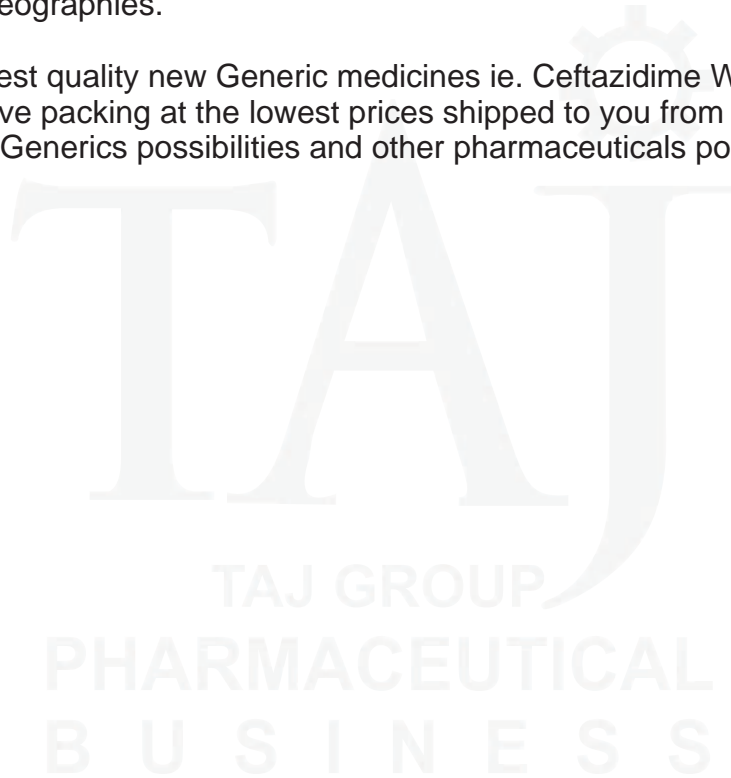 eographies.
est quality new Generic medicines ie. Ceftazidime W
ve packing at the lowest prices shipped to you from
Generics possibilities and other pharmaceuticals po
TAJ
TAJ GROUP
PHARMACEUTICAL
BUSINESS